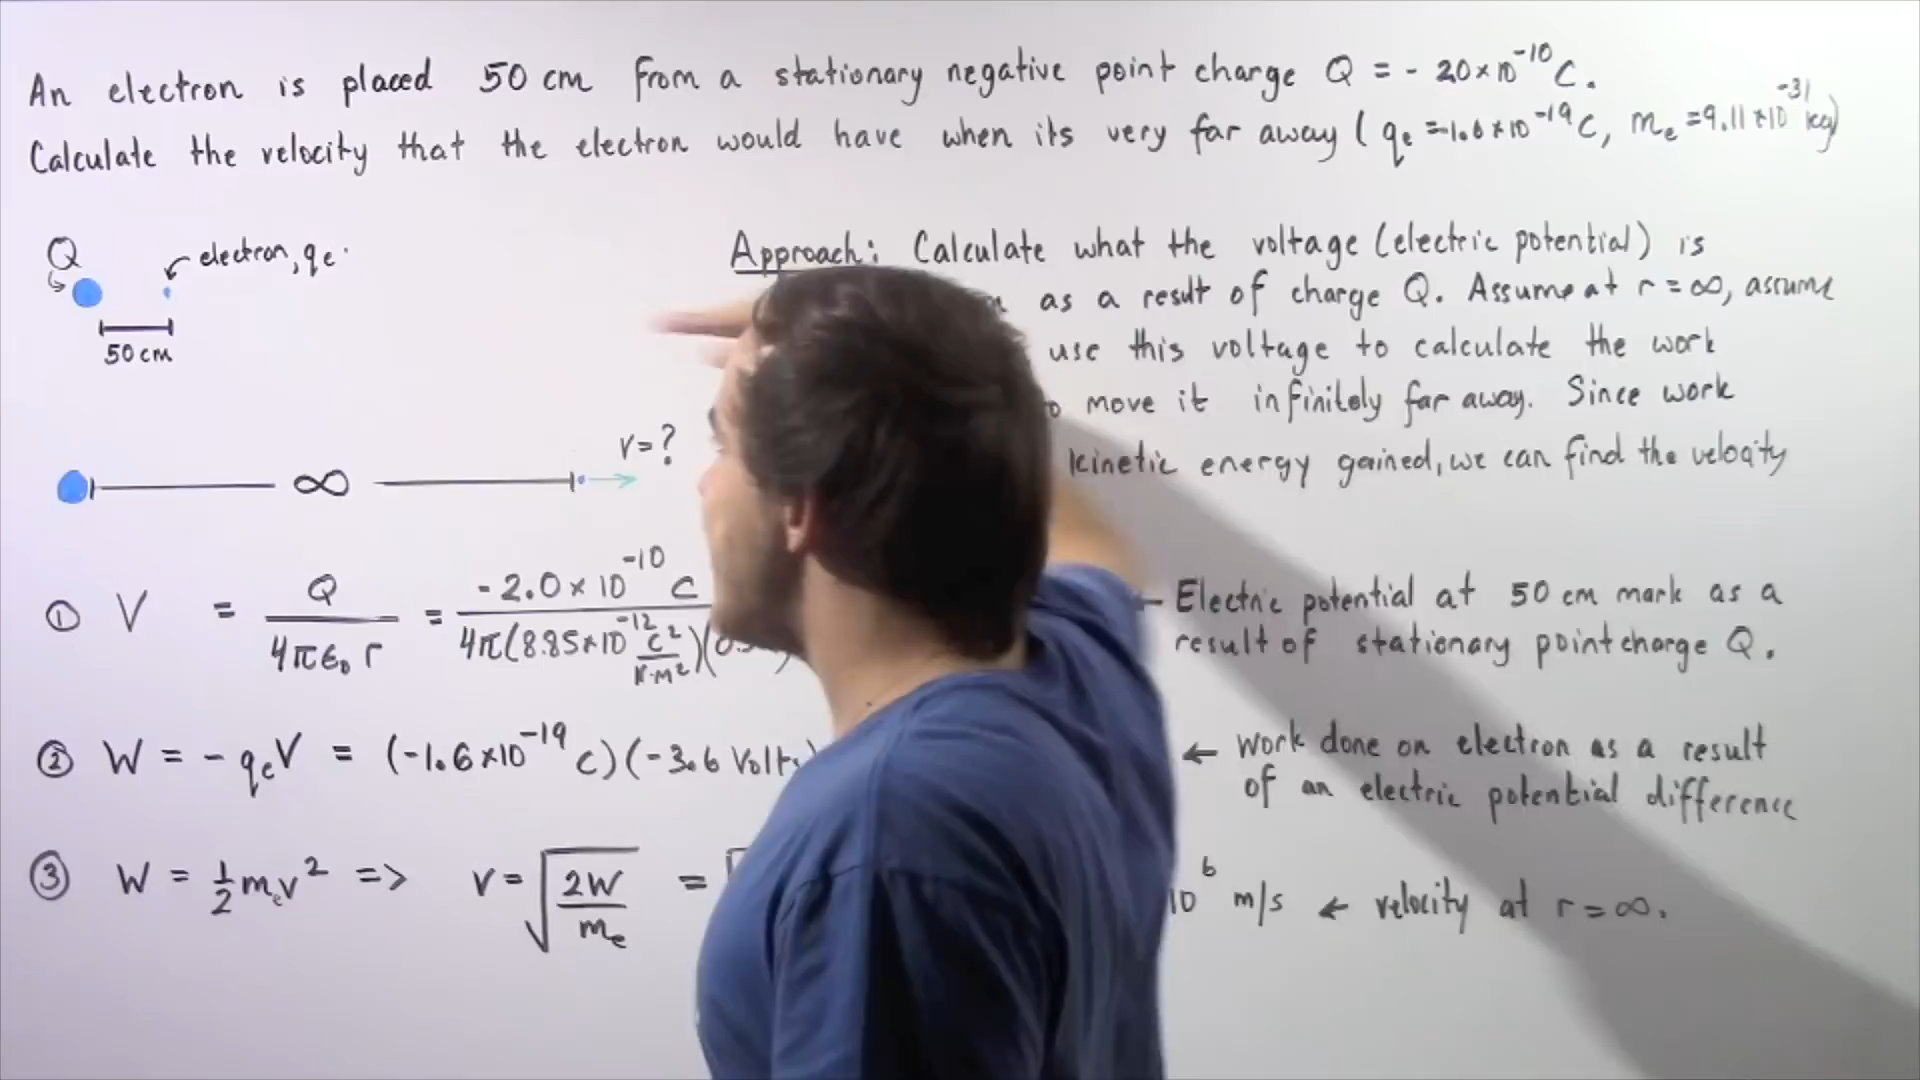 An electron is placed 50 cm from a stationary negative point charge Q = - 20×10⁻¹⁰ C.
Calculate the velocity that the electron would have when its very far away ( qe = -1.6×10⁻¹⁹ C, me = 9.11×10⁻³¹ kg)
Q
electron, qe.
50 cm
Approach: Calculate what the voltage (electric potential) is
as a result of charge Q. Assume at r = ∞, assume
use this voltage to calculate the work
move it infinitely far away. Since work
kinetic energy gained, we can find the velocity
∞
v = ?
① V = Q / 4πε₀ r = -2.0 × 10⁻¹⁰ C / 4π(8.85×10⁻¹² C²/N·m²)(
← Electric potential at 50 cm mark as a
result of stationary point charge Q.
② W = - qeV = (-1.6×10⁻¹⁹ C)(-3.6 Volts)
← Work done on electron as a result
of an electric potential difference
③ W = ½ mev² => v = √(2W / me) = √
10⁶ m/s ← velocity at r = ∞.